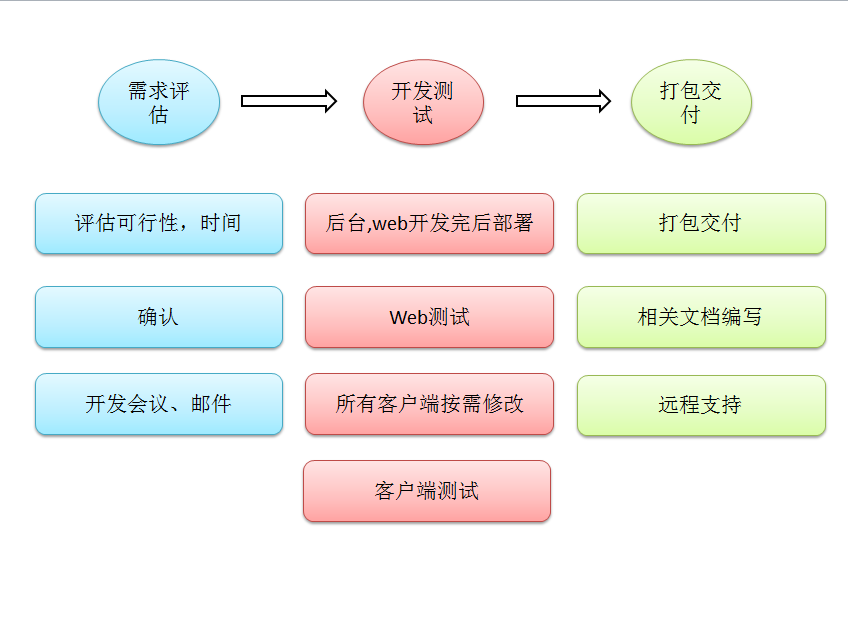 需求评
估
开发测
试
打包交
付
评估可行性，时间
后台,web开发完后部署
打包交付
确认
Web测试
相关文档编写
开发会议、邮件
所有客户端按需修改
远程支持
客户端测试